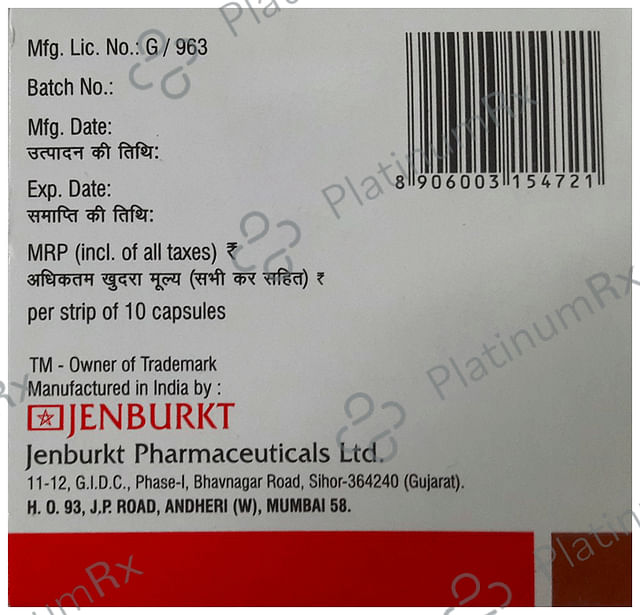 Mfg. Lic. No.: G / 963
Batch No.:
Mfg. Date:
उत्पादन की तिथि:
Exp. Date:
समाप्ति की तिथि:
MRP (incl. of all taxes) ₹
अधिकतम खुदरा मूल्य (सभी कर सहित) ₹
per strip of 10 capsules
8 906003 154721
TM - Owner of Trademark
Manufactured in India by :
JENBURKT
Jenburkt Pharmaceuticals Ltd.
11-12, G.I.D.C., Phase-I, Bhavnagar Road, Sihor-364240 (Gujarat).
H. O. 93, J.P. ROAD, ANDHERI (W), MUMBAI 58.
PlatinumRx
PlatinumRx